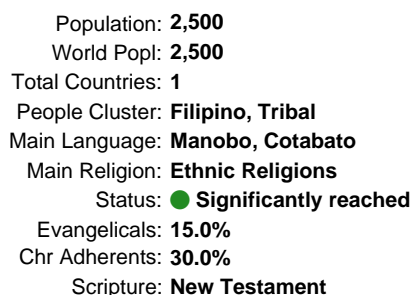 Population: 2,500
World Popl: 2,500
Total Countries: 1
People Cluster: Filipino, Tribal
Main Language: Manobo, Cotabato
Main Religion: Ethnic Religions
Status: Significantly reached
Evangelicals: 15.0%
Chr Adherents: 30.0%
Scripture: New Testament